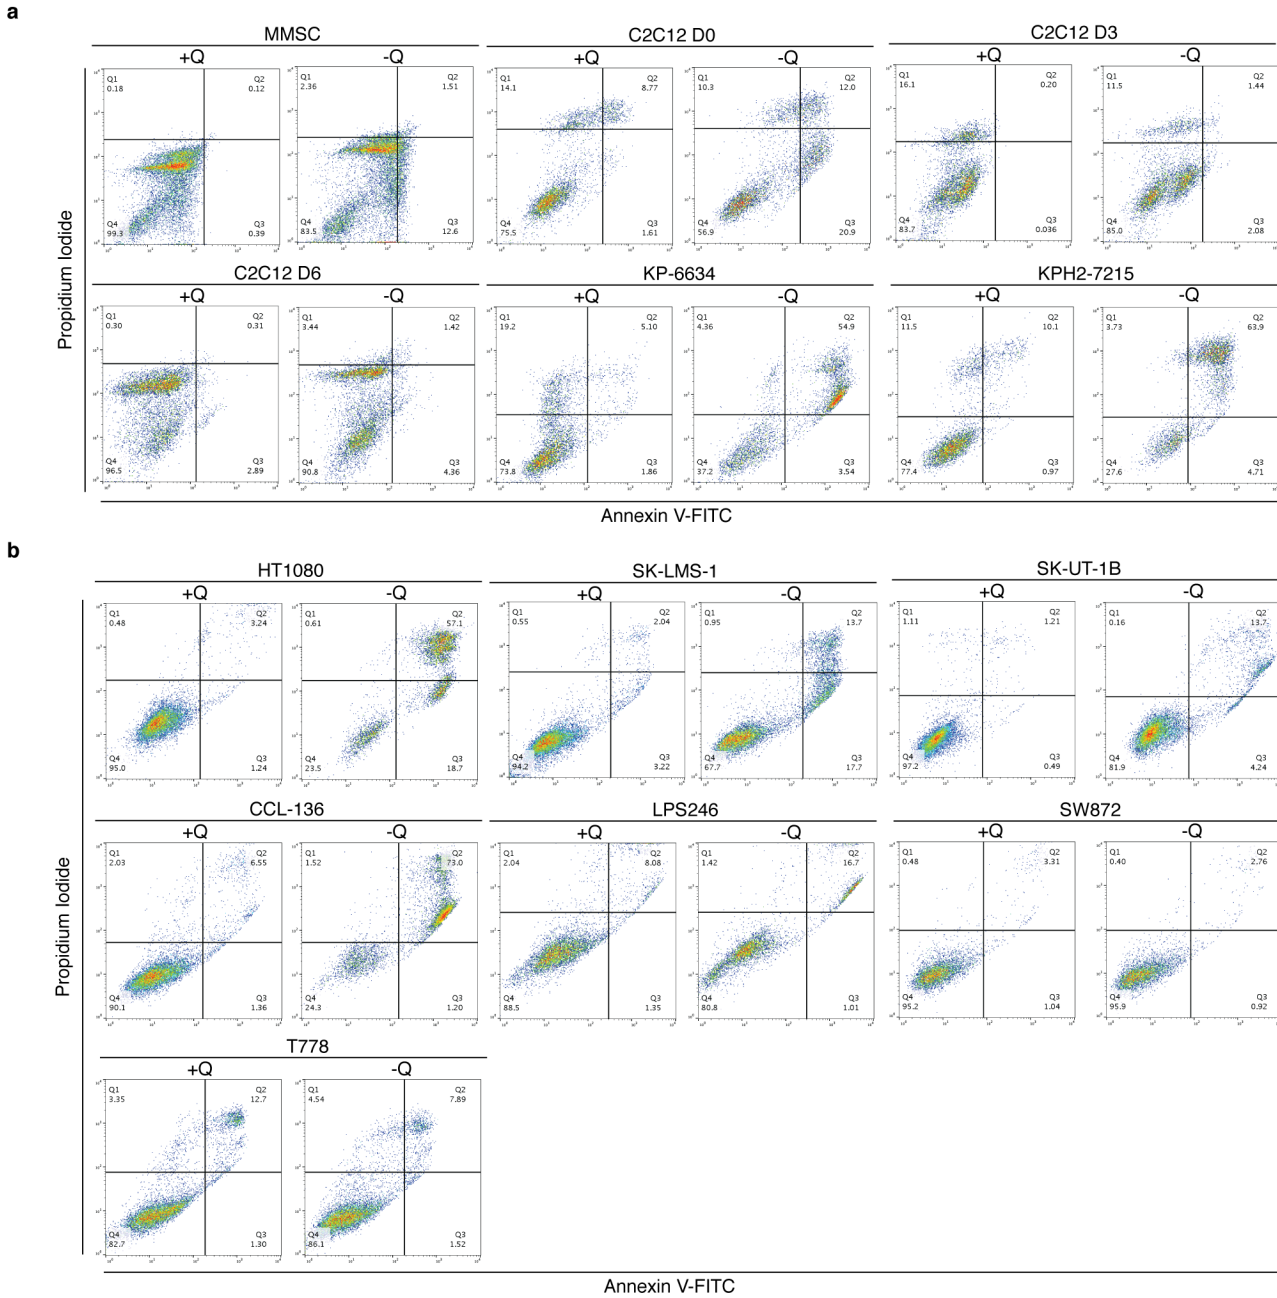 a
MMSC
C2C12 D0
C2C12 D3
+Q
-Q
+Q
-Q
+Q
-Q
Q1
0.18
Q2
0.12
Q4
99.3
Q3
0.39
Q1
2.36
Q2
1.51
Q4
83.5
Q3
12.6
Q1
14.1
Q2
8.77
Q4
75.5
Q3
1.61
Q1
10.3
Q2
12.0
Q4
56.9
Q3
20.9
Q1
16.1
Q2
0.20
Q4
83.7
Q3
0.036
Q1
11.5
Q2
1.44
Q4
85.0
Q3
2.08
C2C12 D6
KP-6634
KPH2-7215
+Q
-Q
+Q
-Q
+Q
-Q
Q1
0.30
Q2
0.31
Q4
96.5
Q3
2.89
Q1
3.44
Q2
1.42
Q4
90.8
Q3
4.36
Q1
19.2
Q2
5.10
Q4
73.8
Q3
1.86
Q1
4.36
Q2
54.9
Q4
37.2
Q3
3.54
Q1
11.5
Q2
10.1
Q4
77.4
Q3
0.97
Q1
3.73
Q2
63.9
Q4
27.6
Q3
4.71
Propidium Iodide
Annexin V-FITC
b
HT1080
SK-LMS-1
SK-UT-1B
+Q
-Q
+Q
-Q
+Q
-Q
Q1
0.48
Q2
3.24
Q4
95.0
Q3
1.24
Q1
0.61
Q2
57.1
Q4
23.5
Q3
18.7
Q1
0.55
Q2
2.04
Q4
94.2
Q3
3.22
Q1
0.95
Q2
13.7
Q4
67.7
Q3
17.7
Q1
1.11
Q2
1.21
Q4
97.2
Q3
0.49
Q1
0.16
Q2
13.7
Q4
81.9
Q3
4.24
CCL-136
LPS246
SW872
+Q
-Q
+Q
-Q
+Q
-Q
Q1
2.03
Q2
6.55
Q4
90.1
Q3
1.36
Q1
1.52
Q2
73.0
Q4
24.3
Q3
1.20
Q1
2.04
Q2
8.08
Q4
88.5
Q3
1.35
Q1
1.42
Q2
16.7
Q4
80.8
Q3
1.01
Q1
0.48
Q2
3.31
Q4
95.2
Q3
1.04
Q1
0.40
Q2
2.76
Q4
95.9
Q3
0.92
T778
+Q
-Q
Q1
3.35
Q2
12.7
Q4
82.7
Q3
1.30
Q1
4.54
Q2
7.89
Q4
86.1
Q3
1.52
Propidium Iodide
Annexin V-FITC